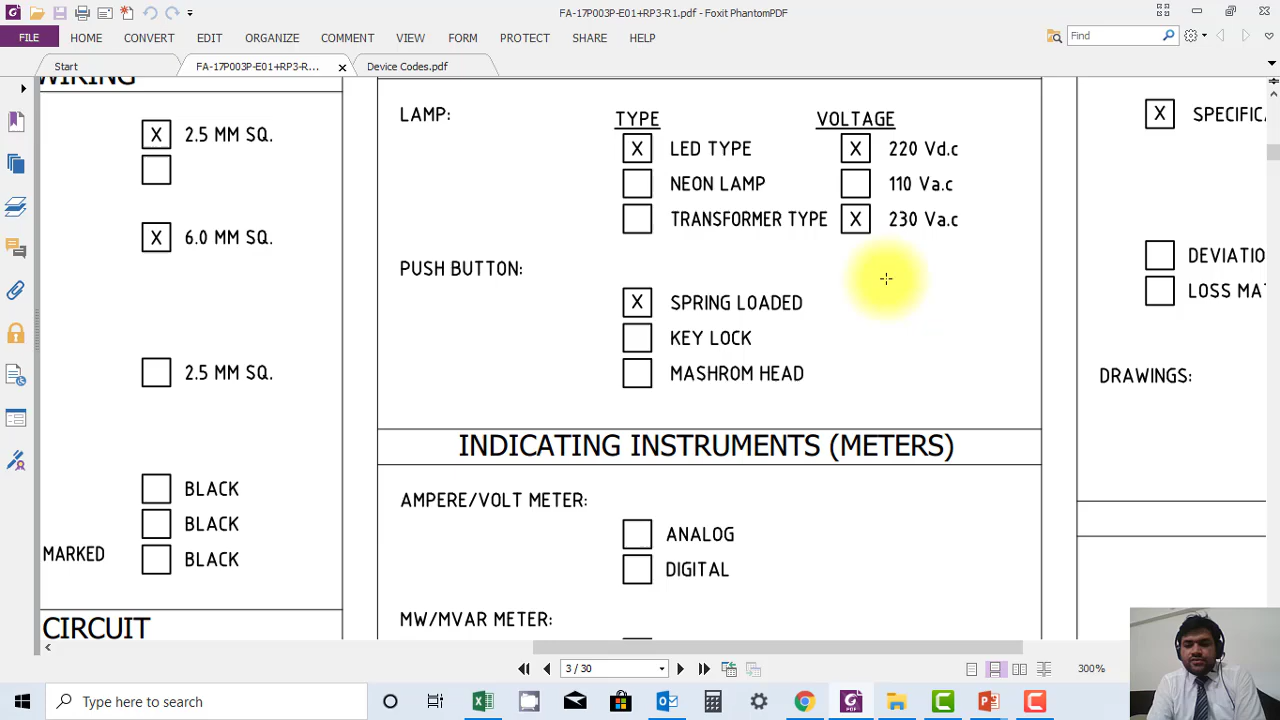 FA-17P003P-E01+RP3-R1.pdf - Foxit PhantomPDF
FILE HOME CONVERT EDIT ORGANIZE COMMENT VIEW FORM PROTECT SHARE HELP
Find
Start FA-17P003P-E01+RP3-R... Device Codes.pdf
WIRING
X 2.5 MM SQ.
X 6.0 MM SQ.
2.5 MM SQ.
BLACK
BLACK
MARKED BLACK
CIRCUIT
LAMP:
TYPE VOLTAGE
X LED TYPE X 220 Vd.c
NEON LAMP 110 Va.c
TRANSFORMER TYPE X 230 Va.c
PUSH BUTTON:
X SPRING LOADED
KEY LOCK
MASHROM HEAD
INDICATING INSTRUMENTS (METERS)
AMPERE/VOLT METER:
ANALOG
DIGITAL
MW/MVAR METER:
X SPECIFICA
DEVIATIO
LOSS MA
DRAWINGS:
3 / 30
300%
Type here to search